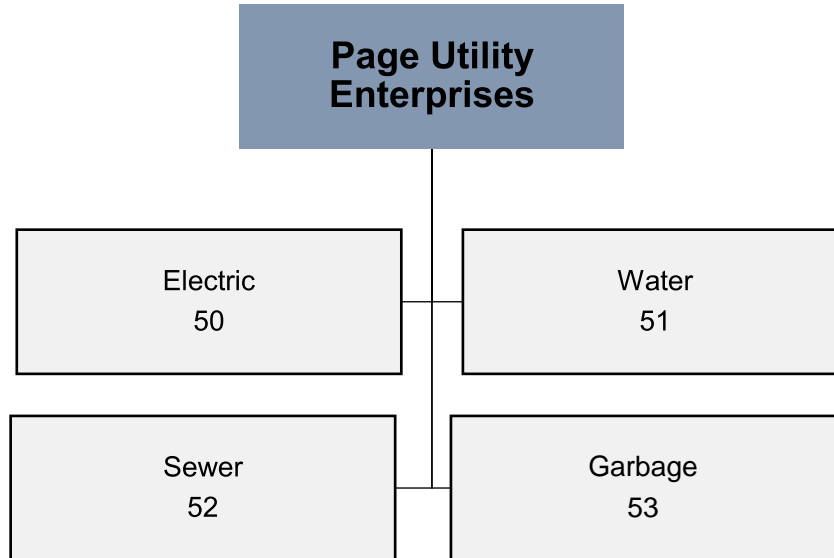 Page Utility
Enterprises
Electric
50
Water
51
Sewer
52
Garbage
53